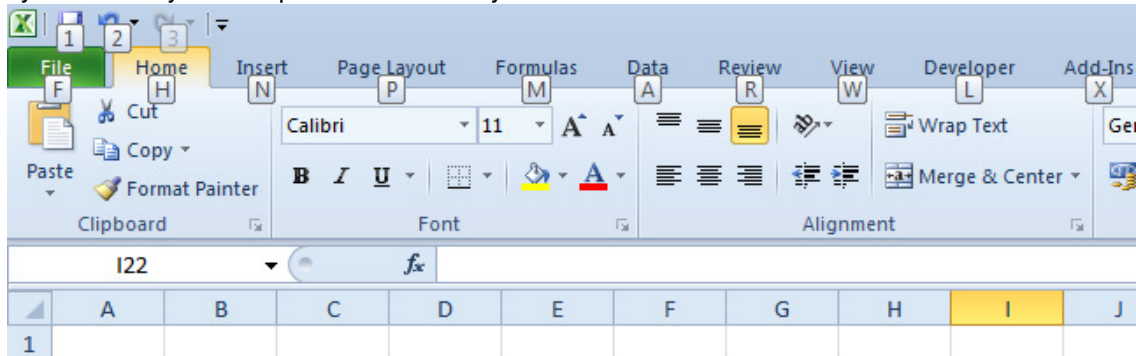 1 2 3
File Home Insert Page Layout Formulas Data Review View Developer Add-Ins
F H N P M A R W L X
Cut
Calibri 11 A A Wrap Text
Copy
Paste
Format Painter B I U A Merge & Center
Clipboard Font Alignment
I22 fx
A B C D E F G H I J
1